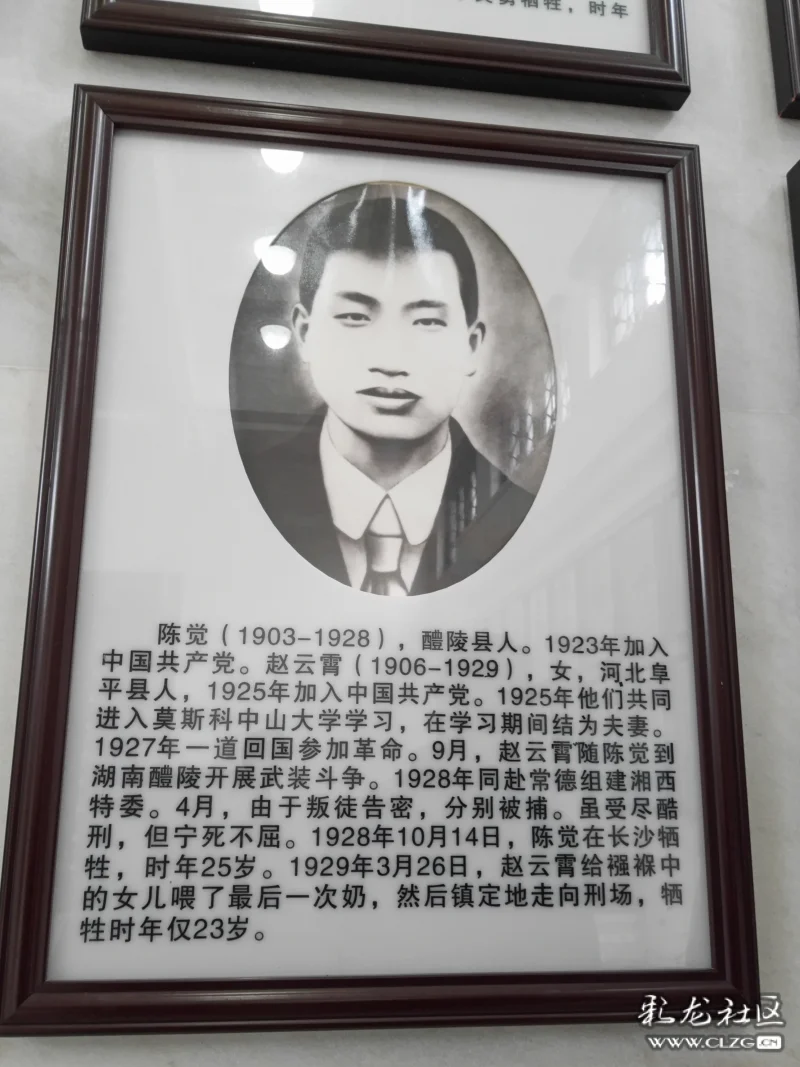 牺牲，时年
陈觉（1903-1928），醴陵县人。1923年加入
中国共产党。赵云霄（1906-1929），女，河北阜
平县人，1925年加入中国共产党。1925年他们共同
进入莫斯科中山大学学习，在学习期间结为夫妻。
1927年一道回国参加革命。9月，赵云霄随陈觉到
湖南醴陵开展武装斗争。1928年同赴常德组建湘西
特委。4月，由于叛徒告密，分别被捕。虽受尽酷
刑，但宁死不屈。1928年10月14日，陈觉在长沙牺
牲，时年25岁。1929年3月26日，赵云霄给襁褓中
的女儿喂了最后一次奶，然后镇定地走向刑场，牺
牲时年仅23岁。
彩龙社区
WWW.CLZG.CN